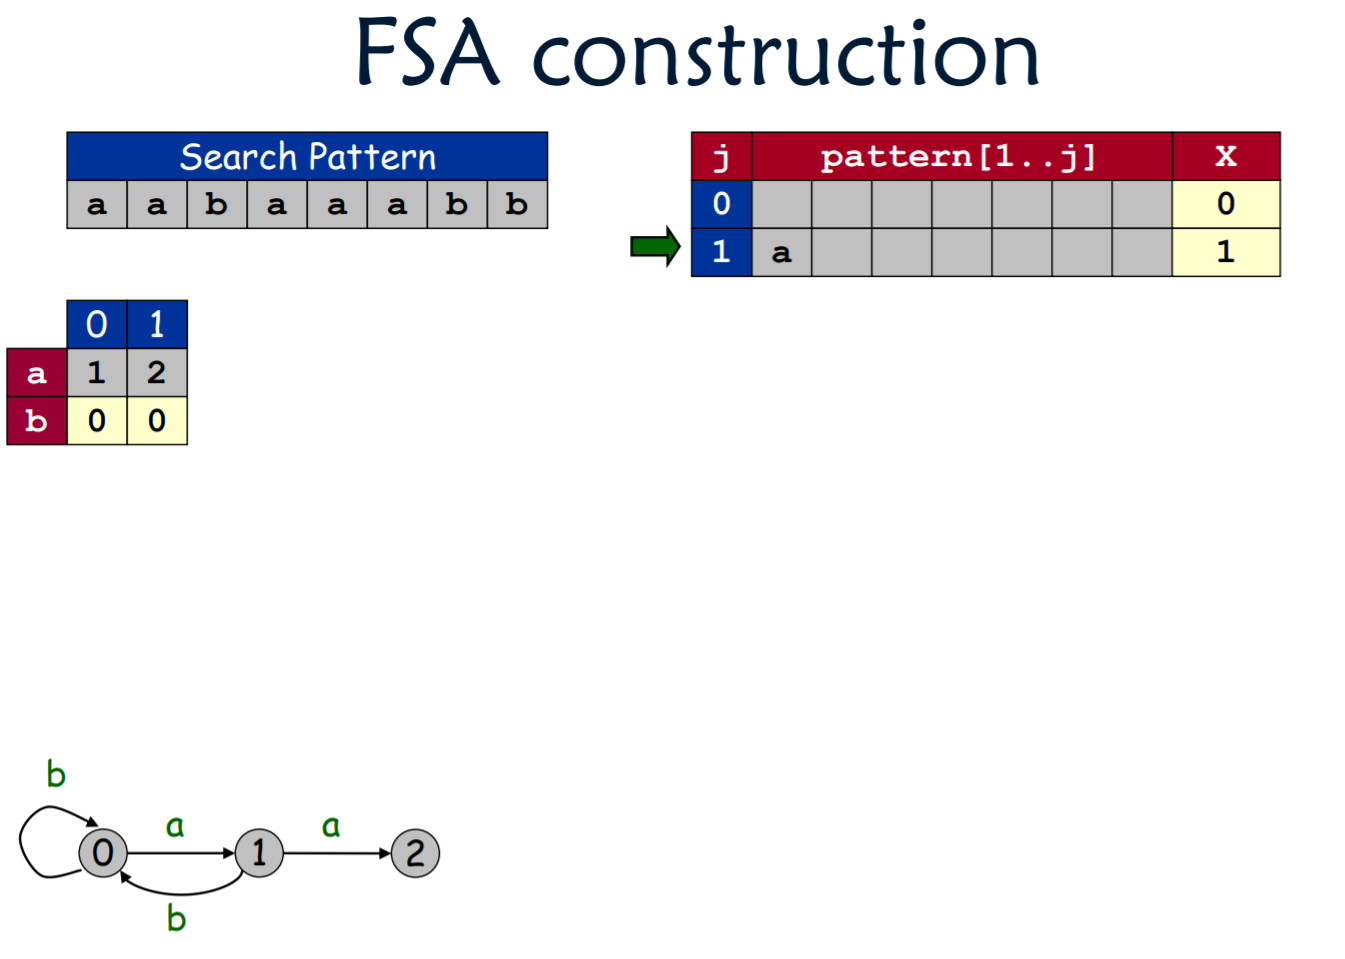 FSA construction
Search Pattern
a a b a a a b b
j pattern[1..j] X
0 0
1 a 1
0 1
a 1 2
b 0 0
b
a a
0 1 2
b